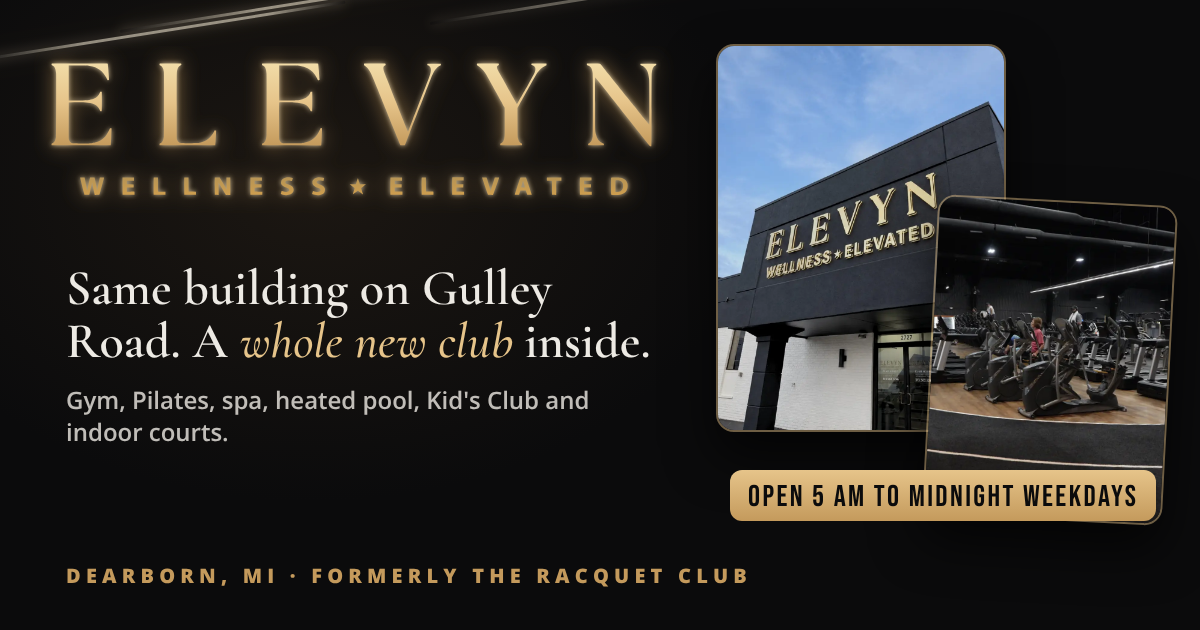 ELEVYN
WELLNESS ★ ELEVATED
Same building on Gulley
Road. A whole new club inside.
Gym, Pilates, spa, heated pool, Kid's Club and
indoor courts.
ELEVYN
WELLNESS ★ ELEVATED
OPEN 5 AM TO MIDNIGHT WEEKDAYS
DEARBORN, MI · FORMERLY THE RACQUET CLUB